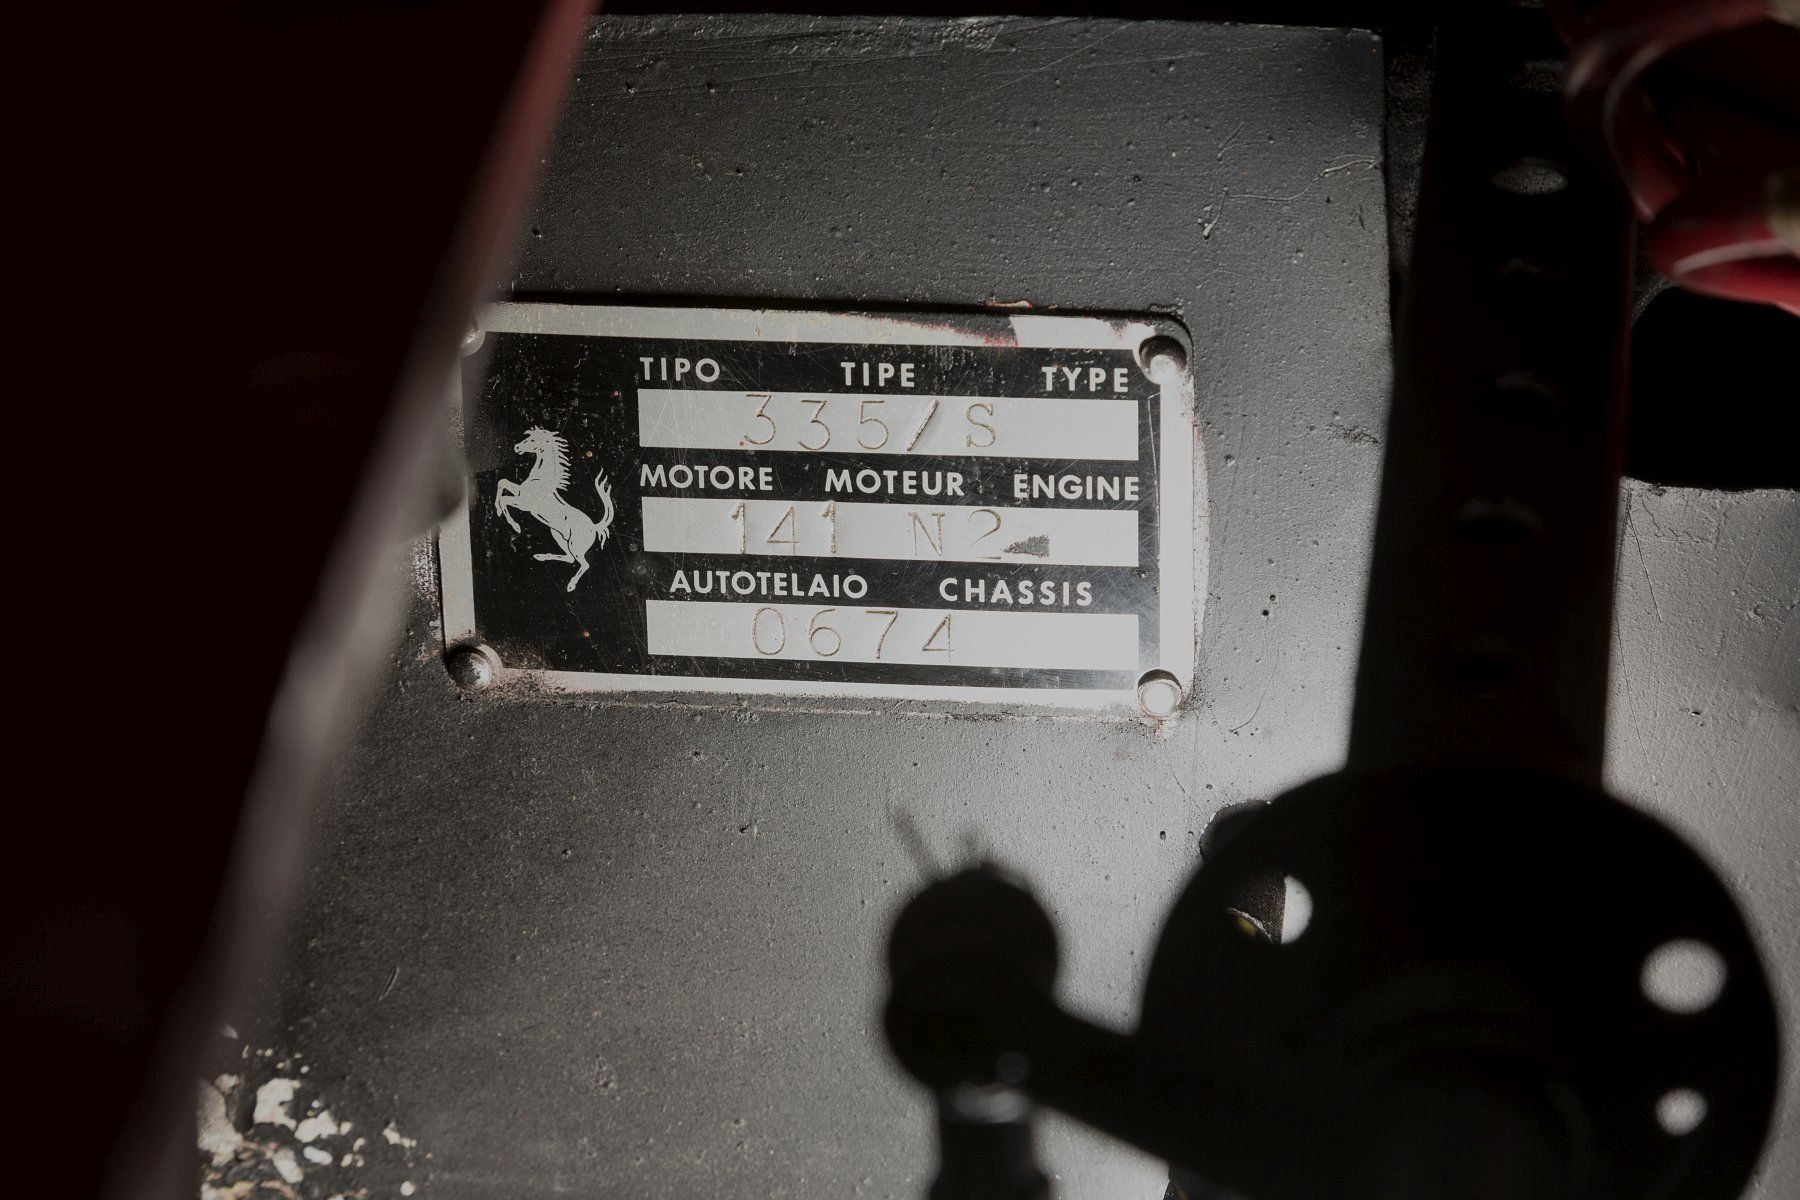 TIPO TIPE TYPE
335/S
MOTORE MOTEUR ENGINE
141 N2
AUTOTELAIO CHASSIS
0674